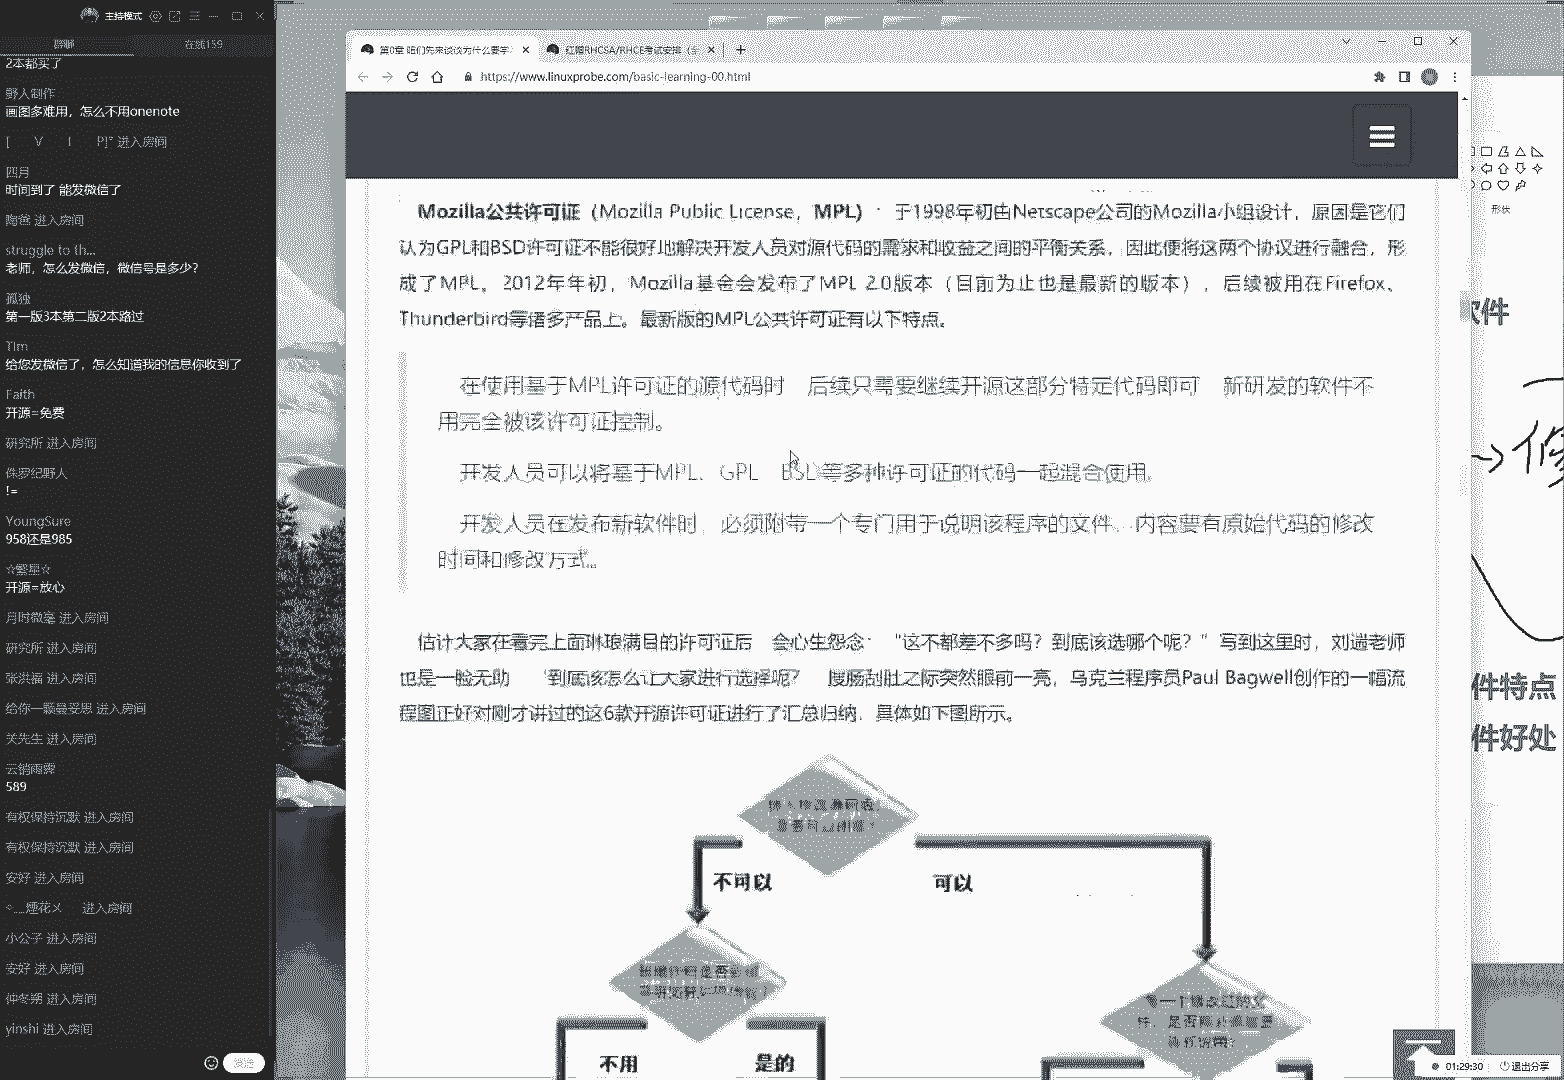 主持模式
群聊
在线159
2本都买了
野人制作
画图多难用，怎么不用onenote
[ V I P]° 进入房间
四月
时间到了 能发微信了
陶爸 进入房间
struggle to th...
老师，怎么发微信，微信号是多少？
孤独
第一版3本第二版2本路过
Tim
给您发微信了，怎么知道我的信息你收到了
Faith
开源=免费
研究所 进入房间
侏罗纪野人
!=
YoungSure
958还是985
☆繁星☆
开源=放心
月时微毫 进入房间
研究所 进入房间
张洪福 进入房间
给你一颗曼妥思 进入房间
关先生 进入房间
云销雨霽
589
有权保持沉默 进入房间
有权保持沉默 进入房间
安好 进入房间
煙花乂 进入房间
小公子 进入房间
安好 进入房间
仲冬朔 进入房间
yinshi 进入房间
发送
第0章 咱们先来谈谈为什么要学
红帽RHCSA/RHCE考试安排
https://www.linuxprobe.com/basic-learning-00.html
Mozilla公共许可证（Mozilla Public License，MPL）：于1998年初由Netscape公司的Mozilla小组设计，原因是它们
认为GPL和BSD许可证不能很好地解决开发人员对源代码的需求和收益之间的平衡关系，因此便将这两个协议进行融合，形
成了MPL。2012年年初，Mozilla基金会发布了MPL 2.0版本（目前为止也是最新的版本），后续被用在Firefox、
Thunderbird等诸多产品上。最新版的MPL公共许可证有以下特点。
在使用基于MPL许可证的源代码时，后续只需要继续开源这部分特定代码即可，新研发的软件不
用完全被该许可证控制。
开发人员可以将基于MPL、GPL、BSD等多种许可证的代码一起混合使用。
开发人员在发布新软件时，必须附带一个专门用于说明该程序的文件，内容要有原始代码的修改
时间和修改方式。
估计大家在看完上面琳琅满目的许可证后，会心生怨念：“这不都差不多吗？到底该选哪个呢？”写到这里时，刘遄老师
也是一脸无助，“到底该怎么让大家进行选择呢？”搜肠刮肚之际突然眼前一亮，乌克兰程序员Paul Bagwell创作的一幅流
程图正好对刚才讲过的这6款开源许可证进行了汇总归纳，具体如下图所示。
不可以
可以
不用
是的
形状
软件
修
件特点
件好处
01:29:30
退出分享